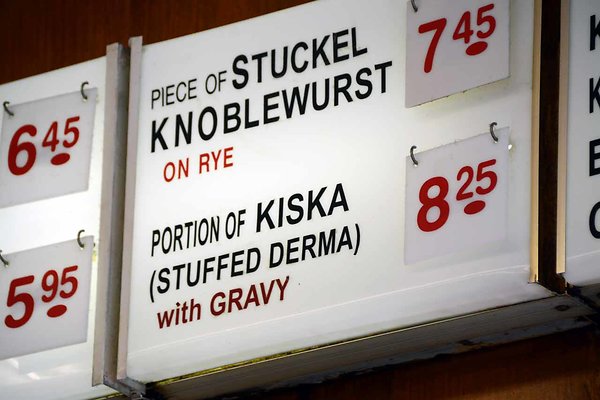 6 45
5 95
PIECE OF STUCKEL
KNOBLEWURST
ON RYE
7 45
PORTION OF KISKA
(STUFFED DERMA)
with GRAVY
8 25